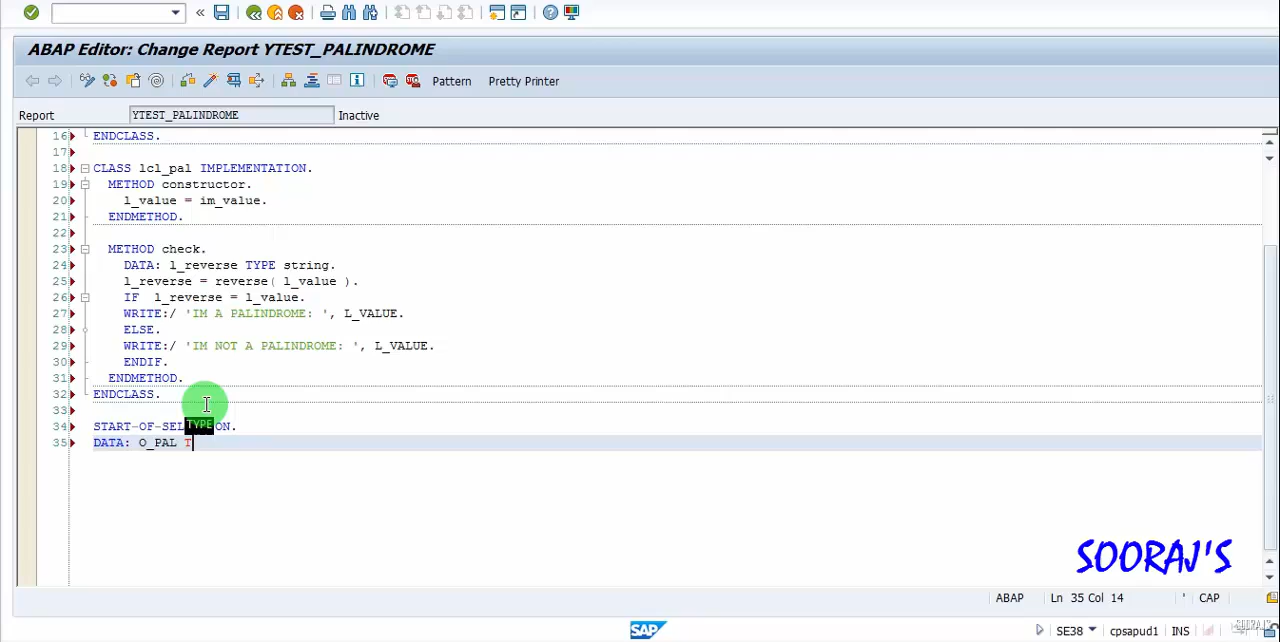 «
ABAP Editor: Change Report YTEST_PALINDROME
Pattern Pretty Printer
Report YTEST_PALINDROME Inactive
16 ENDCLASS.
17
18 CLASS lcl_pal IMPLEMENTATION.
19 METHOD constructor.
20 l_value = im_value.
21 ENDMETHOD.
22
23 METHOD check.
24 DATA: l_reverse TYPE string.
25 l_reverse = reverse( l_value ).
26 IF l_reverse = l_value.
27 WRITE:/ 'IM A PALINDROME: ', L_VALUE.
28 ELSE.
29 WRITE:/ 'IM NOT A PALINDROME: ', L_VALUE.
30 ENDIF.
31 ENDMETHOD.
32 ENDCLASS.
33
34 START-OF-SEL TYPE ON.
35 DATA: O_PAL T
SOORAJ'S
ABAP Ln 35 Col 14 ' CAP
SAP SE38 cpsapud1 INS